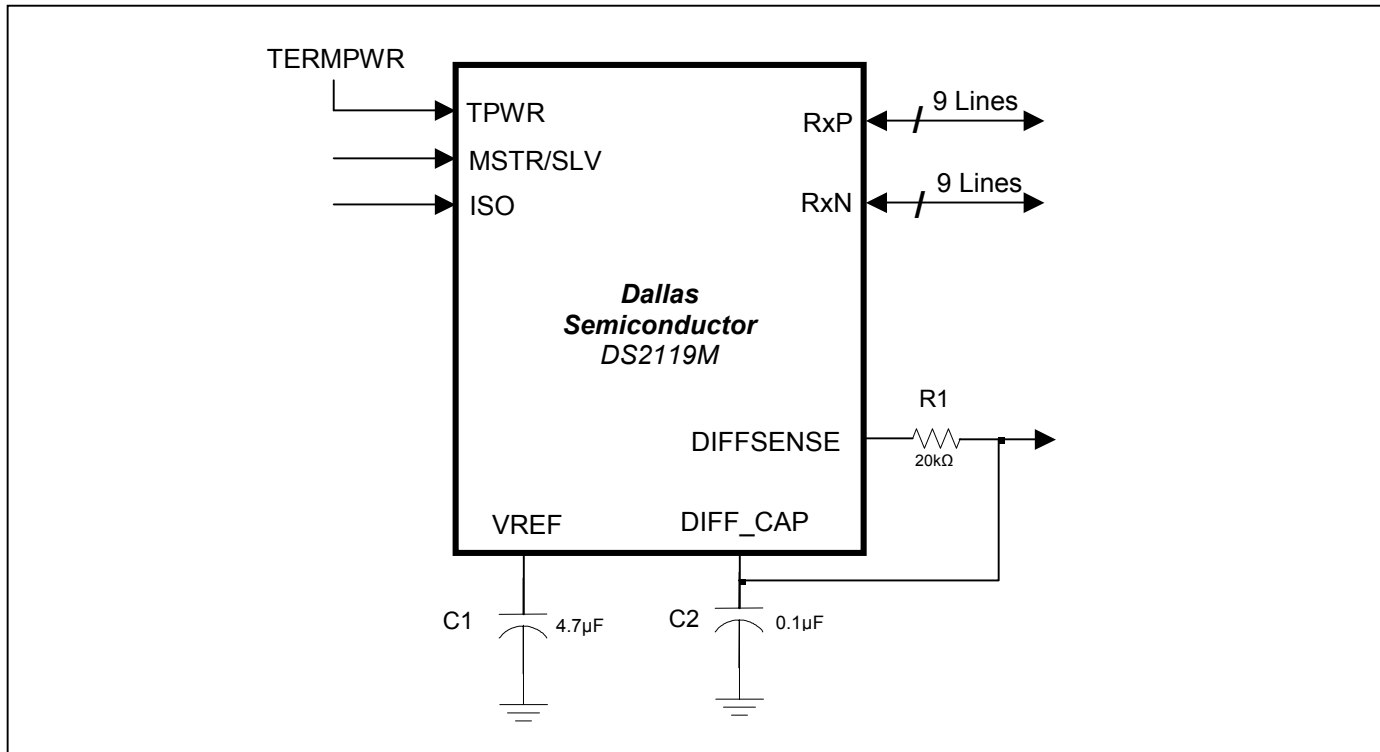 TERMPWR
TPWR
MSTR/SLV
ISO
RxP
9 Lines
RxN
9 Lines
Dallas
Semiconductor
DS2119M
R1
DIFFSENSE
20kΩ
VREF
DIFF_CAP
C1
4.7µF
C2
0.1µF